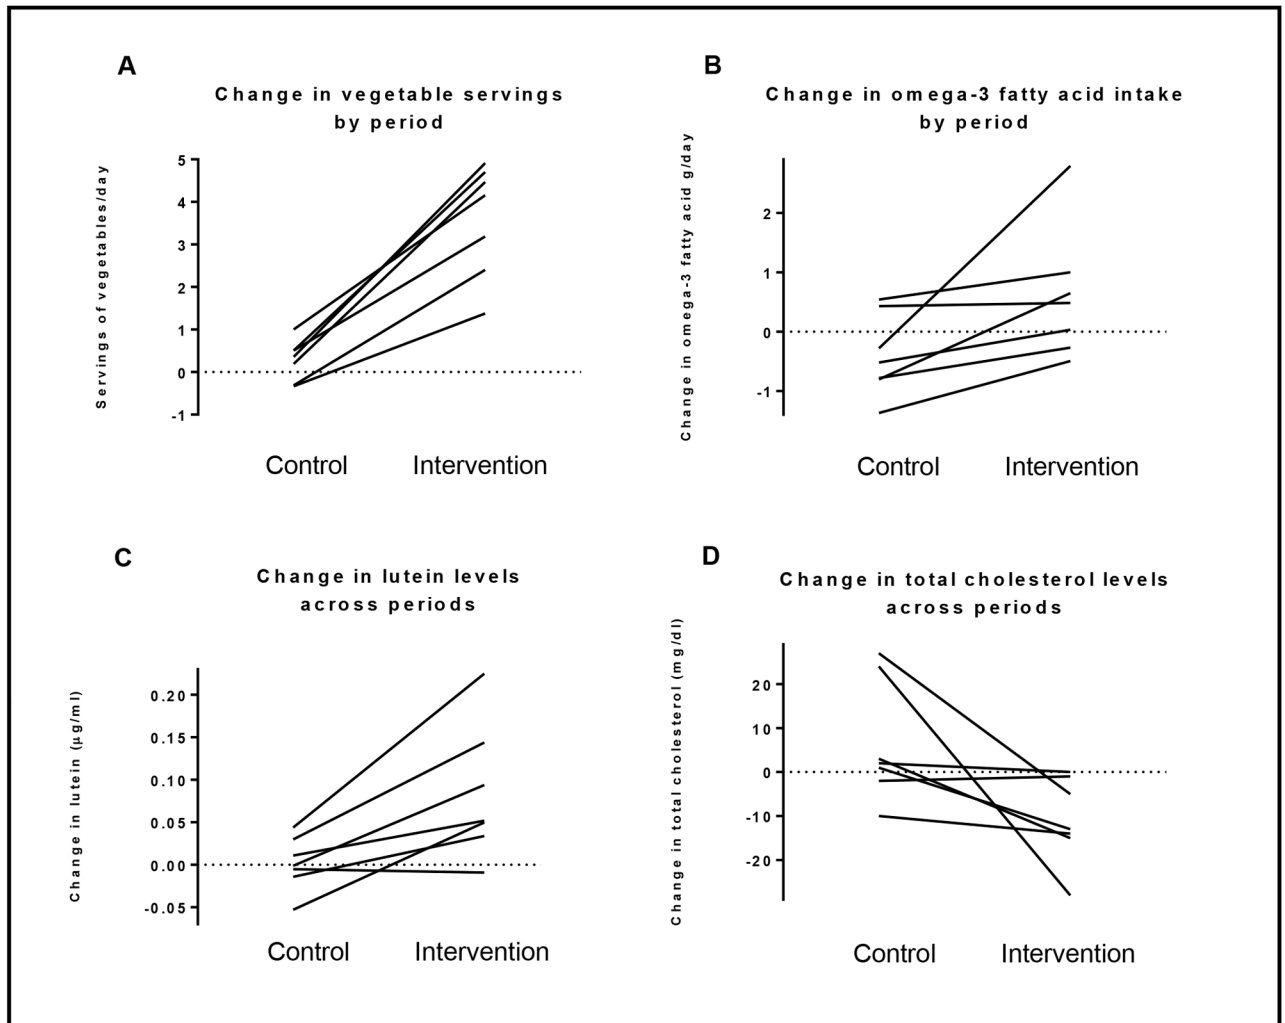 A
Change in vegetable servings
by period
Servings of vegetables/day
5
4
3
2
1
0
-1
Control
Intervention
B
Change in omega-3 fatty acid intake
by period
Change in omega-3 fatty acid g/day
2
1
0
-1
Control
Intervention
C
Change in lutein levels
across periods
Change in lutein (μg/ml)
0.20
0.15
0.10
0.05
0.00
-0.05
Control
Intervention
D
Change in total cholesterol levels
across periods
Change in total cholesterol (mg/dl)
20
10
0
-10
-20
Control
Intervention